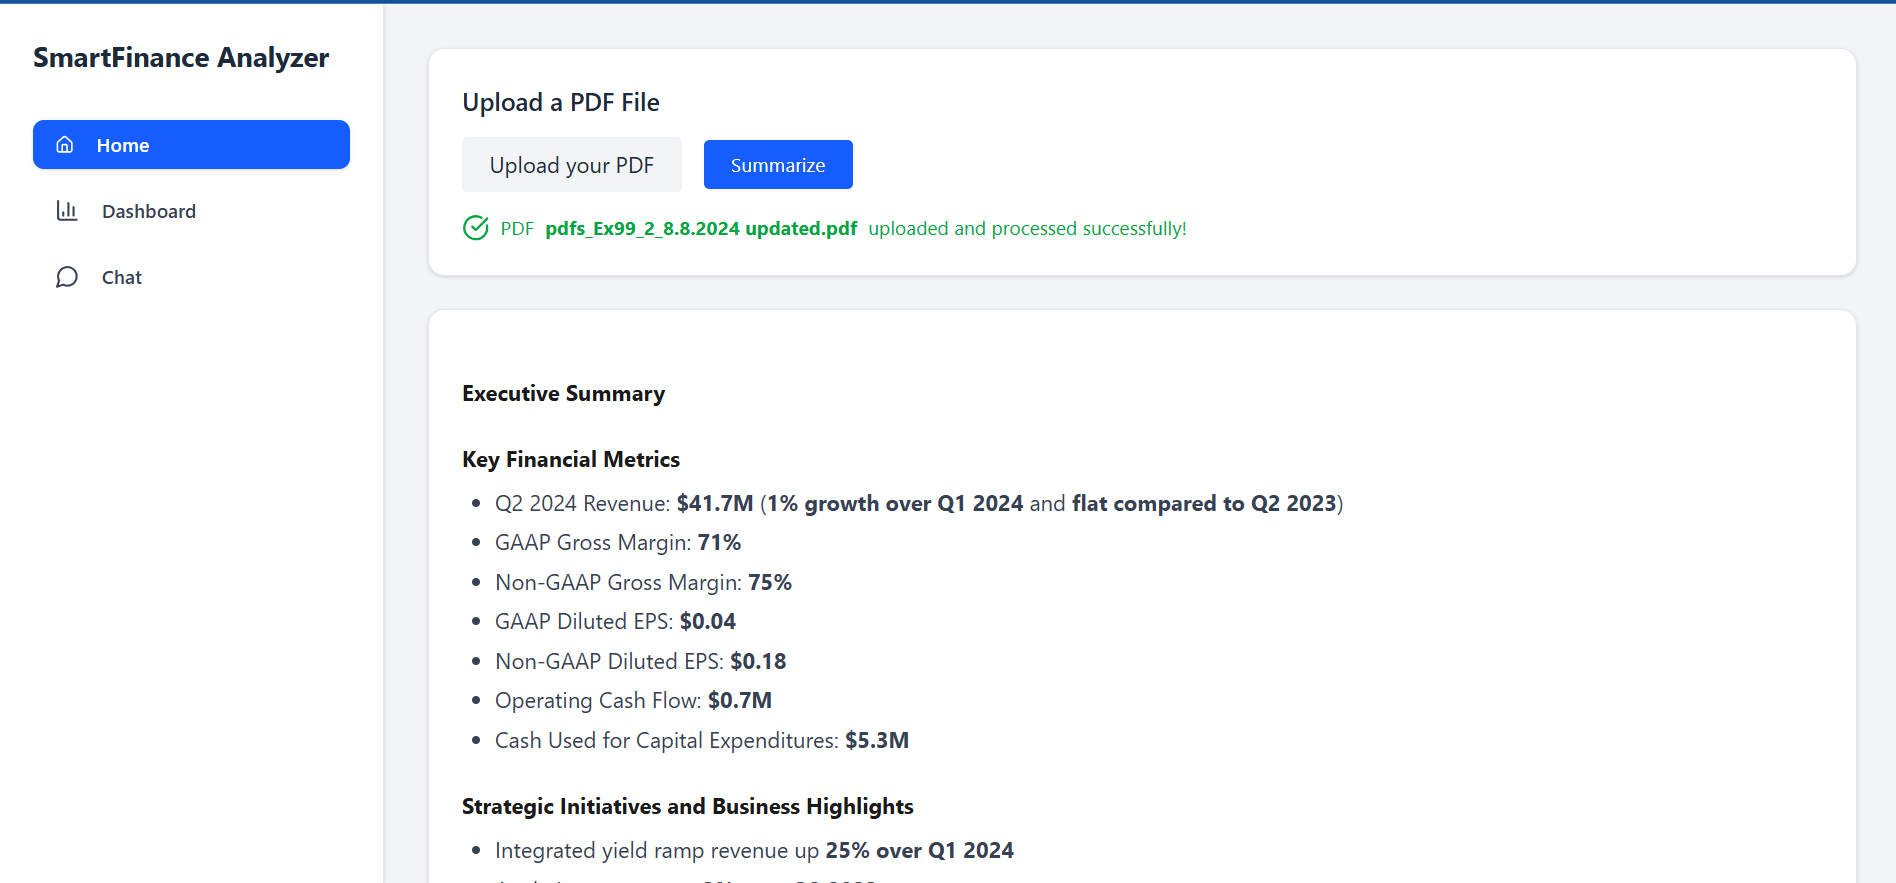 SmartFinance Analyzer
Home
Dashboard
Chat
Upload a PDF File
Upload your PDF
Summarize
PDF pdfs_Ex99_2_8.8.2024 updated.pdf uploaded and processed successfully!
Executive Summary
Key Financial Metrics
Q2 2024 Revenue: $41.7M (1% growth over Q1 2024 and flat compared to Q2 2023)
GAAP Gross Margin: 71%
Non-GAAP Gross Margin: 75%
GAAP Diluted EPS: $0.04
Non-GAAP Diluted EPS: $0.18
Operating Cash Flow: $0.7M
Cash Used for Capital Expenditures: $5.3M
Strategic Initiatives and Business Highlights
Integrated yield ramp revenue up 25% over Q1 2024